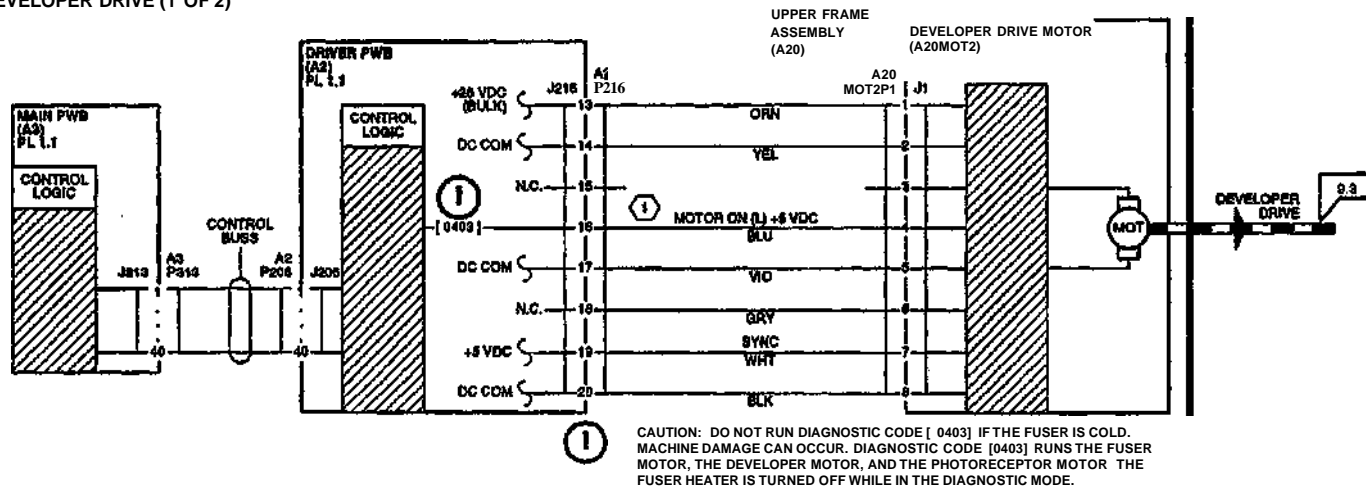 EVELOPER DRIVE (1 OF 2)
UPPER FRAME
ASSEMBLY
(A20)
DEVELOPER DRIVE MOTOR
(A20MOT2)
DRIVER PWB
(A2)
PL 1.1
MAIN PWB
(A3)
PL 1.1
CONTROL
LOGIC
CONTROL
LOGIC
CONTROL
BUSS
J313
A3
P313
A2
P206
J206
40
40
J216
A1
P216
A20
MOT2P1
J1
+26 VDC
(BULK)
13
ORN
1
DC COM
14
YEL
2
N.C.
15
3
1
1
[ 0403 ]
16
MOTOR ON (L) +5 VDC
BLU
4
DC COM
17
VIO
5
N.C.
18
GRY
6
+5 VDC
19
SYNC
WHT
7
DC COM
20
BLK
8
MOT
DEVELOPER
DRIVE
9.3
1
CAUTION: DO NOT RUN DIAGNOSTIC CODE [ 0403] IF THE FUSER IS COLD.
MACHINE DAMAGE CAN OCCUR. DIAGNOSTIC CODE [0403] RUNS THE FUSER
MOTOR, THE DEVELOPER MOTOR, AND THE PHOTORECEPTOR MOTOR THE
FUSER HEATER IS TURNED OFF WHILE IN THE DIAGNOSTIC MODE.